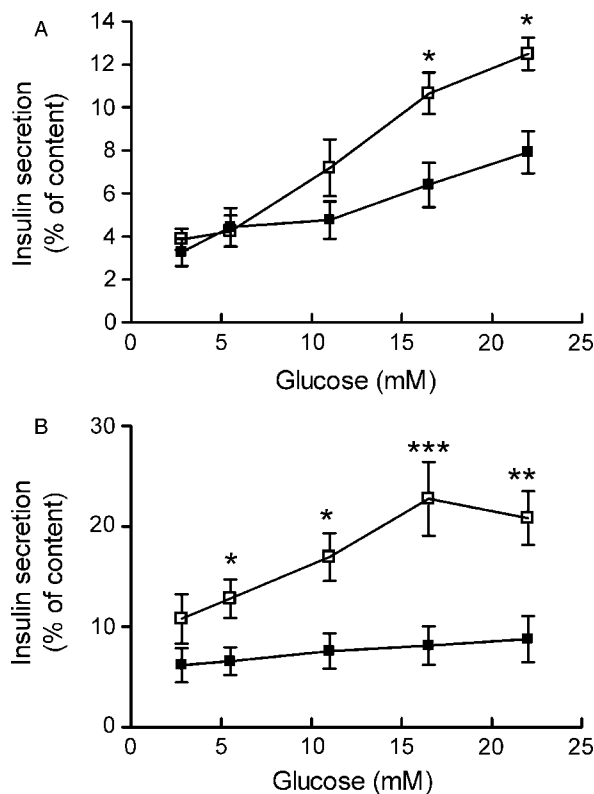 A
Insulin secretion
(% of content)
14
12
10
8
6
4
2
0
* *
0 5 10 15 20 25
Glucose (mM)
B
Insulin secretion
(% of content)
30
20
10
0
* * *** **
0 5 10 15 20 25
Glucose (mM)